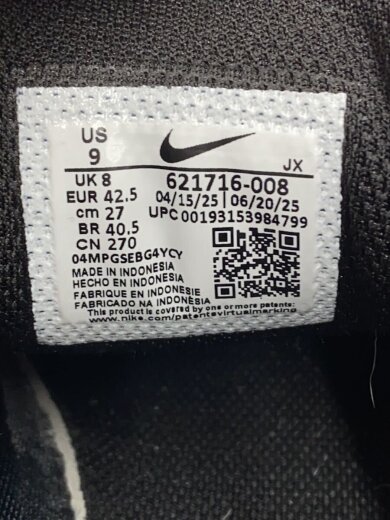 US
9
JX
UK 8
EUR 42.5
cm 27
BR 40.5
CN 270
621716-008
04/15/25 | 06/20/25
UPC 00193153984799
04MPGSEBG4YCY
MADE IN INDONESIA
HECHO EN INDONESIA
FABRIQUE EN INDONESIE
FABRICADO NA INDONÉSIA
This product is covered by one or more patents:
www.nike.com/patentsvirtualmarking